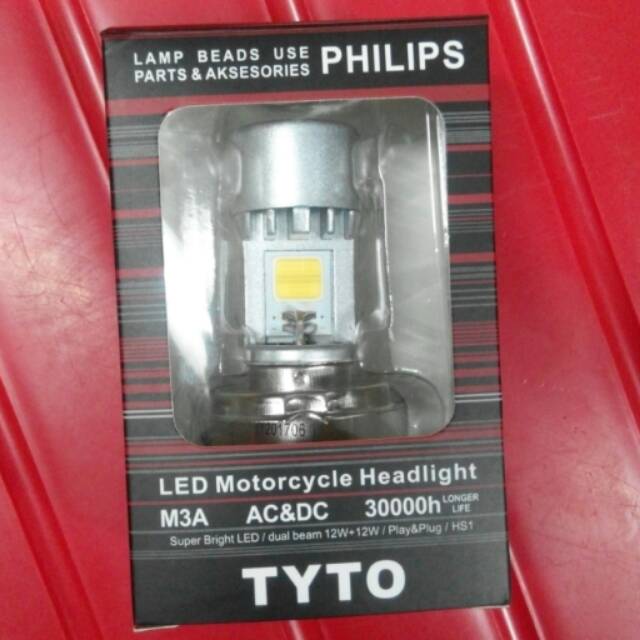 LAMP BEADS USE
PARTS & AKSESORIES PHILIPS
201706
LED Motorcycle Headlight
M3A AC&DC 30000h LONGER LIFE
Super Bright LED / dual beam 12W+12W / Play&Plug / HS1
TYTO